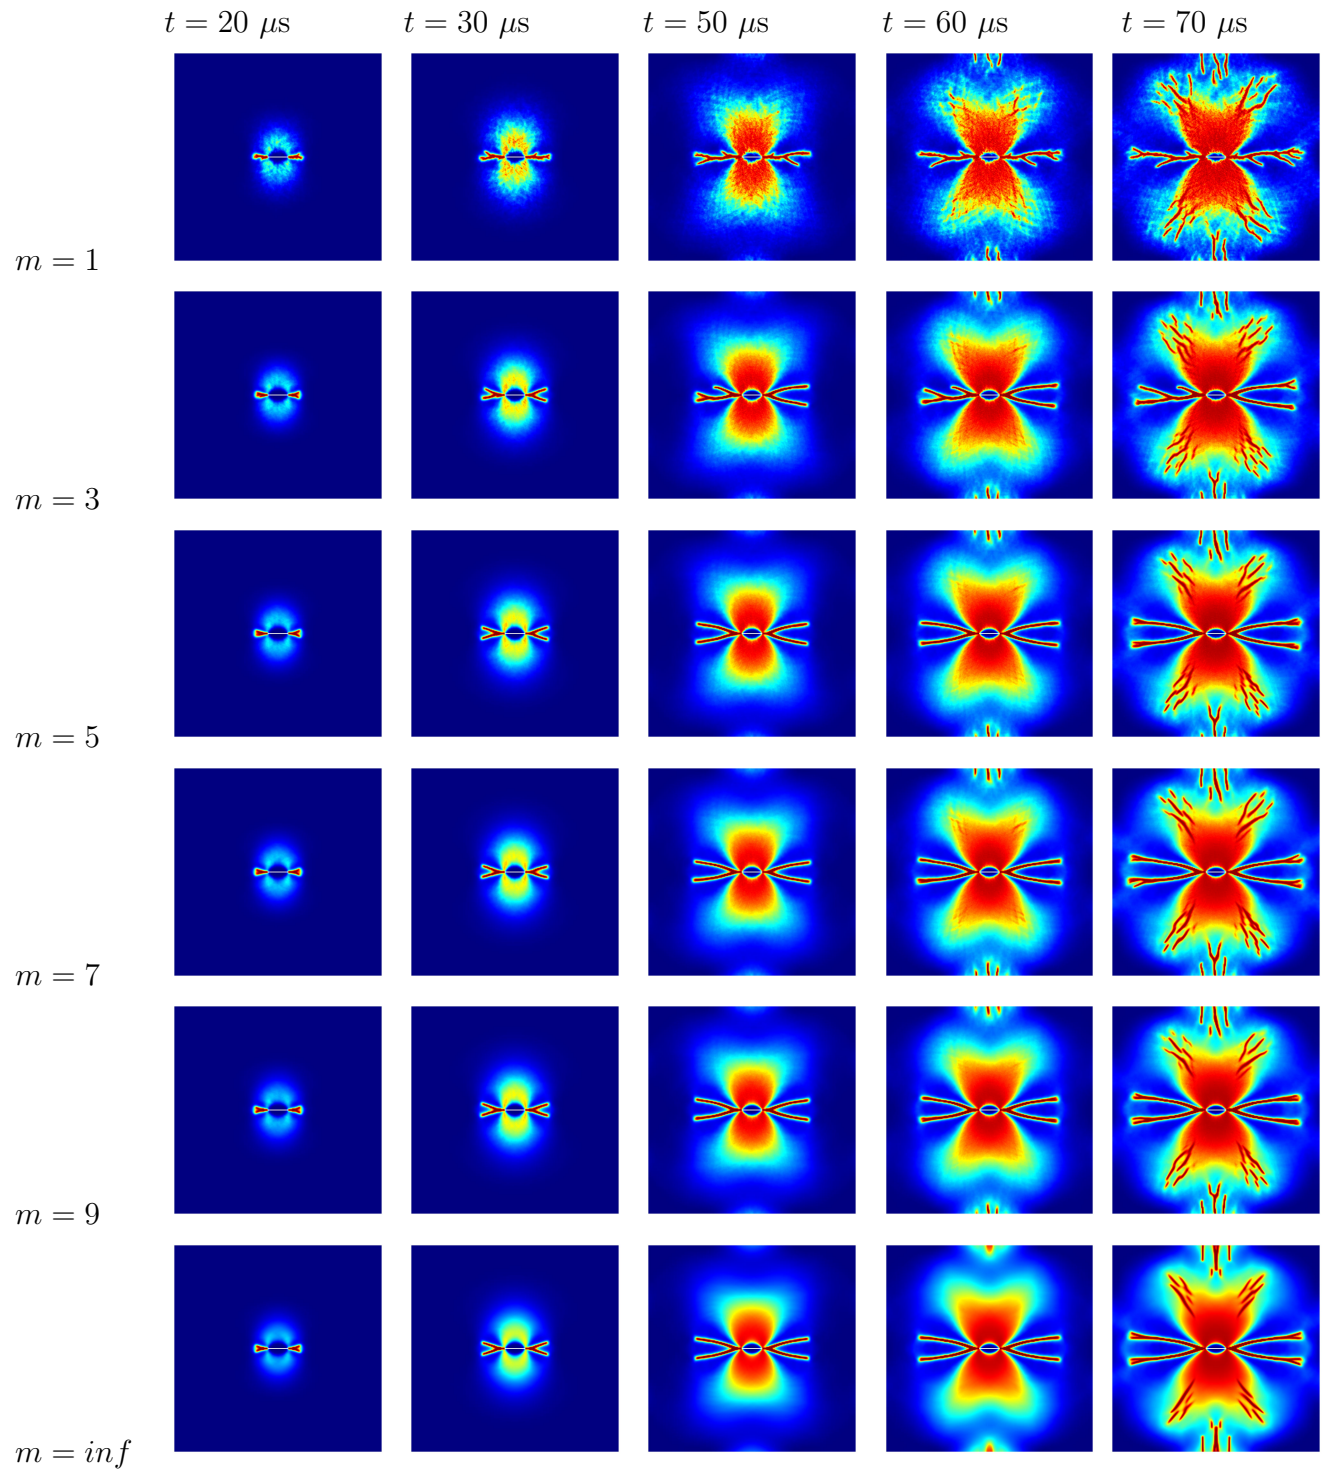 t = 20 μs t = 30 μs t = 50 μs t = 60 μs t = 70 μs
m = 1
m = 3
m = 5
m = 7
m = 9
m = inf